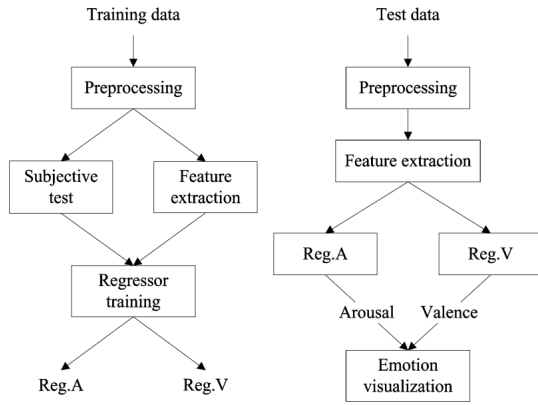 Training data
Preprocessing
Subjective
test
Feature
extraction
Regressor
training
Reg.A
Reg.V
Test data
Preprocessing
Feature extraction
Reg.A
Reg.V
Arousal
Valence
Emotion
visualization